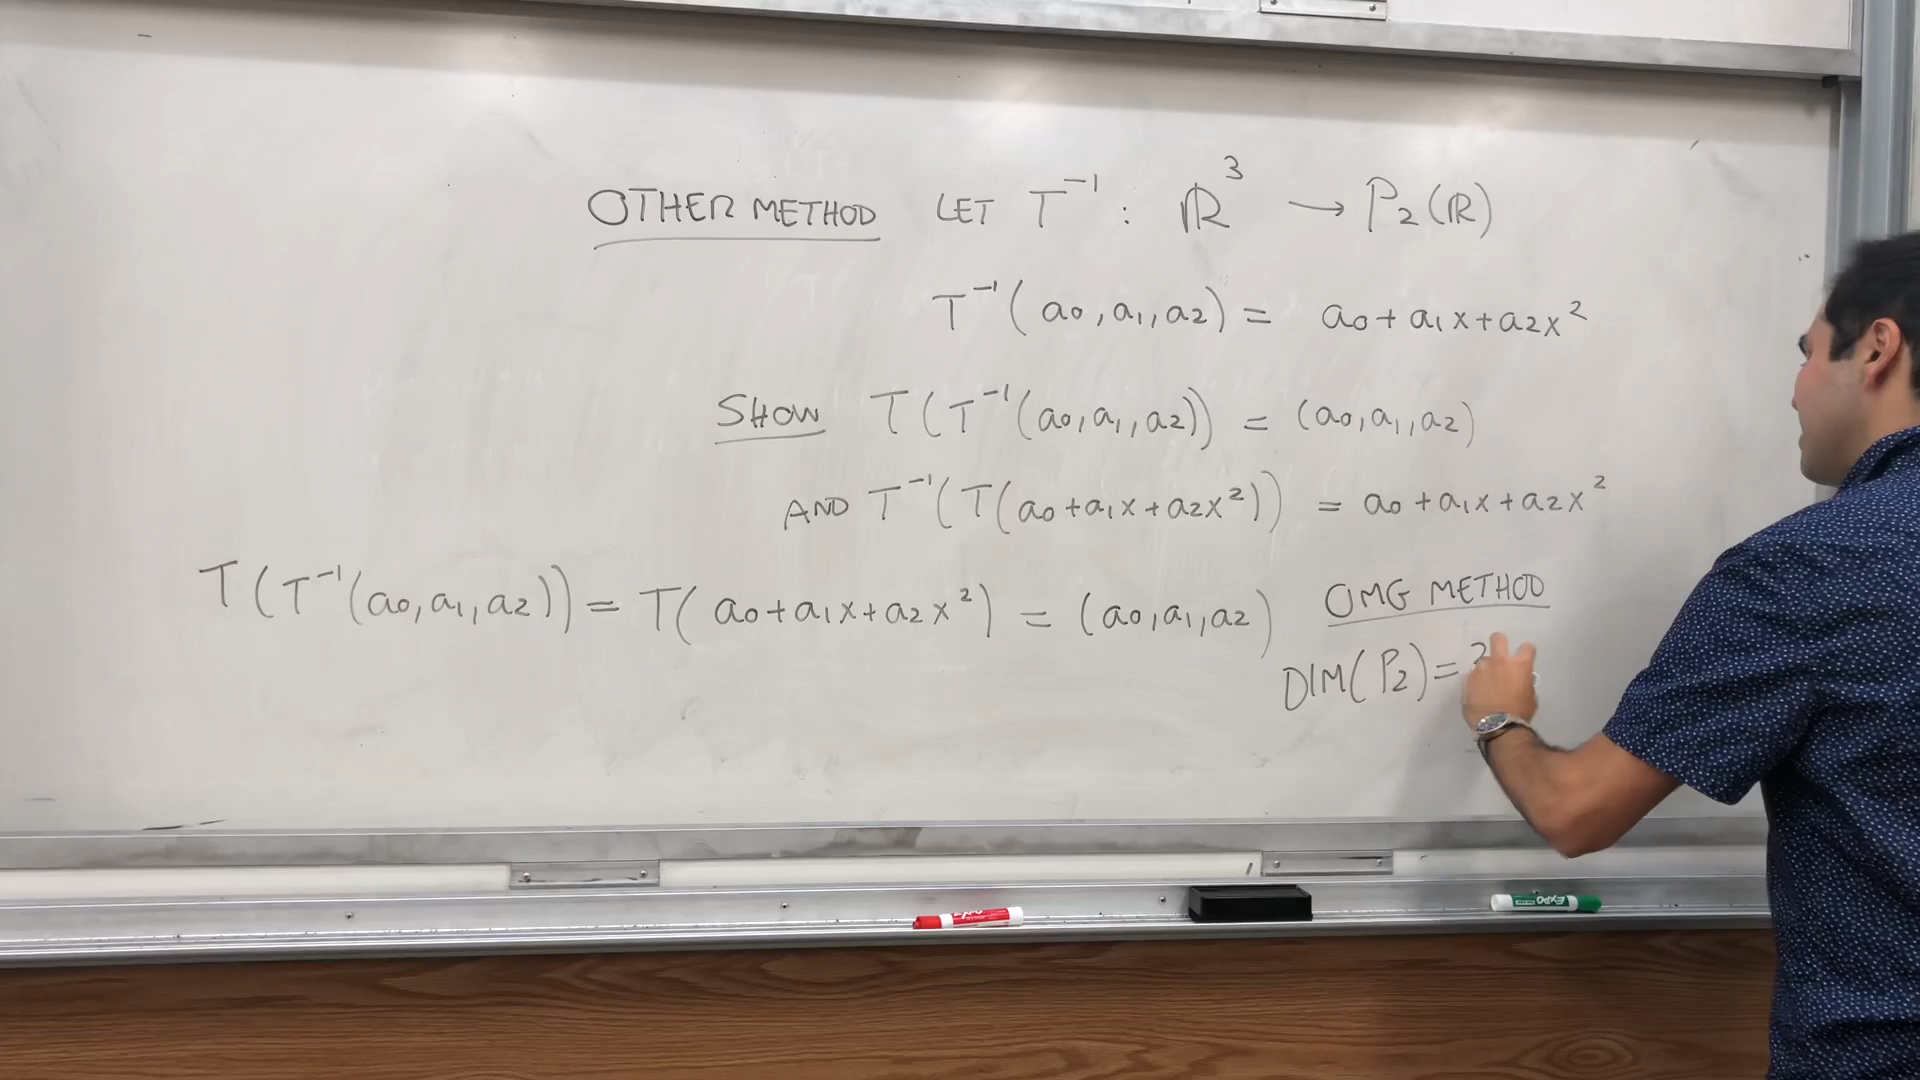 OTHER METHOD LET T⁻¹ : ℝ³ → P₂(ℝ)
T⁻¹(a₀,a₁,a₂) = a₀+a₁x+a₂x²
SHOW T(T⁻¹(a₀,a₁,a₂)) = (a₀,a₁,a₂)
AND T⁻¹(T(a₀+a₁x+a₂x²)) = a₀+a₁x+a₂x²
T(T⁻¹(a₀,a₁,a₂)) = T(a₀+a₁x+a₂x²) = (a₀,a₁,a₂)
OMG METHOD
DIM(P₂) =
EXPO
EXPO